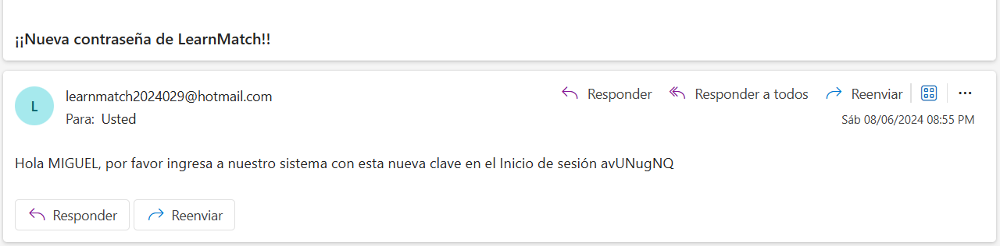 ¡¡Nueva contraseña de LearnMatch!!
L
learnmatch2024029@hotmail.com
Para: Usted
Responder
Responder a todos
Reenviar
Sáb 08/06/2024 08:55 PM
Hola MIGUEL, por favor ingresa a nuestro sistema con esta nueva clave en el Inicio de sesión avUNugNQ
Responder
Reenviar